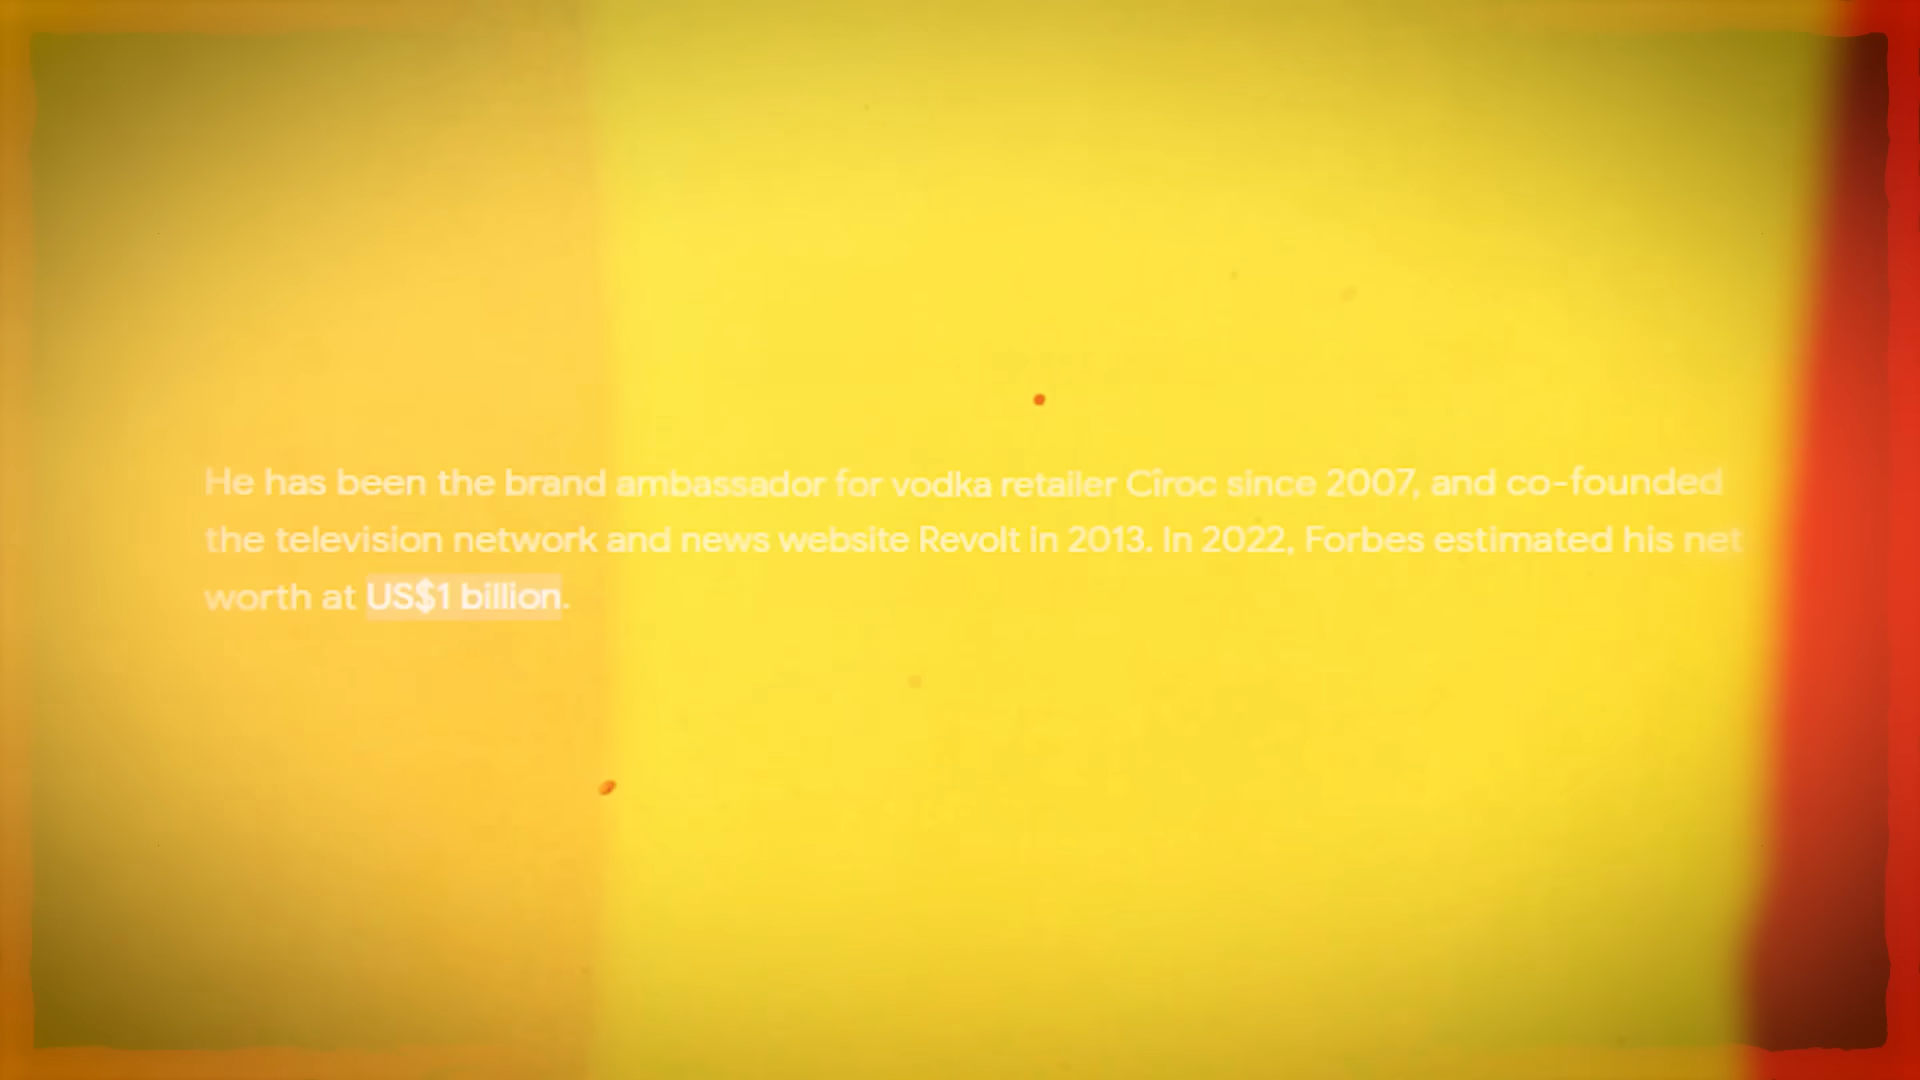 He has been the brand ambassador for vodka retailer Cîroc since 2007, and co-founded
the television network and news website Revolt in 2013. In 2022, Forbes estimated his net
worth at US$1 billion.